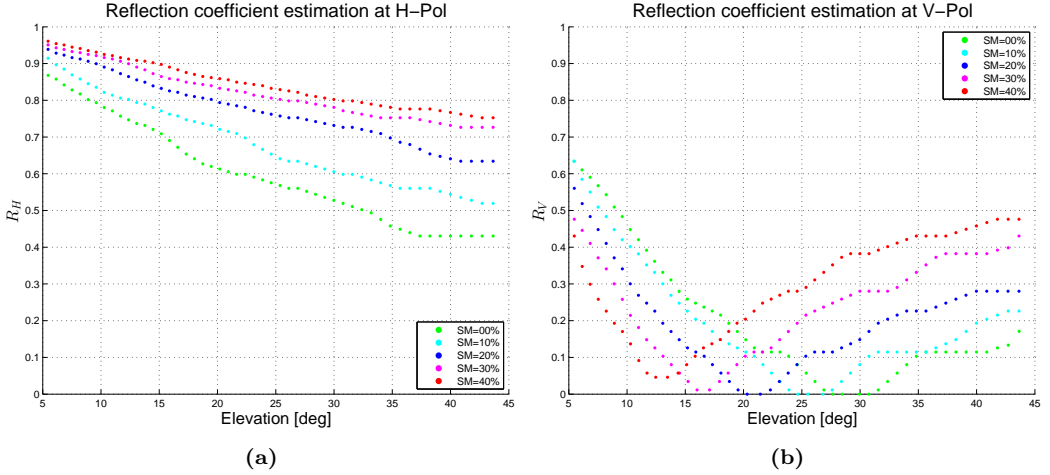 Reflection coefficient estimation at H−Pol
1
0.9
0.8
0.7
0.6
0.5
0.4
0.3
0.2
0.1
0
R_H
SM=00%
SM=10%
SM=20%
SM=30%
SM=40%
5 10 15 20 25 30 35 40 45
Elevation [deg]
(a)
Reflection coefficient estimation at V−Pol
1
0.9
0.8
0.7
0.6
0.5
0.4
0.3
0.2
0.1
0
R_V
SM=00%
SM=10%
SM=20%
SM=30%
SM=40%
5 10 15 20 25 30 35 40 45
Elevation [deg]
(b)